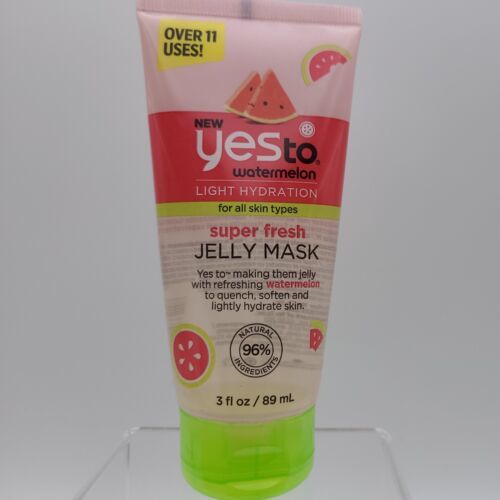 OVER 11
USES!
NEW
yes to®
watermelon
LIGHT HYDRATION
for all skin types
super fresh
JELLY MASK
Yes to™ making them jelly
with refreshing watermelon
to quench, soften and
lightly hydrate skin.
NATURAL
96%
INGREDIENTS
3 fl oz / 89 mL